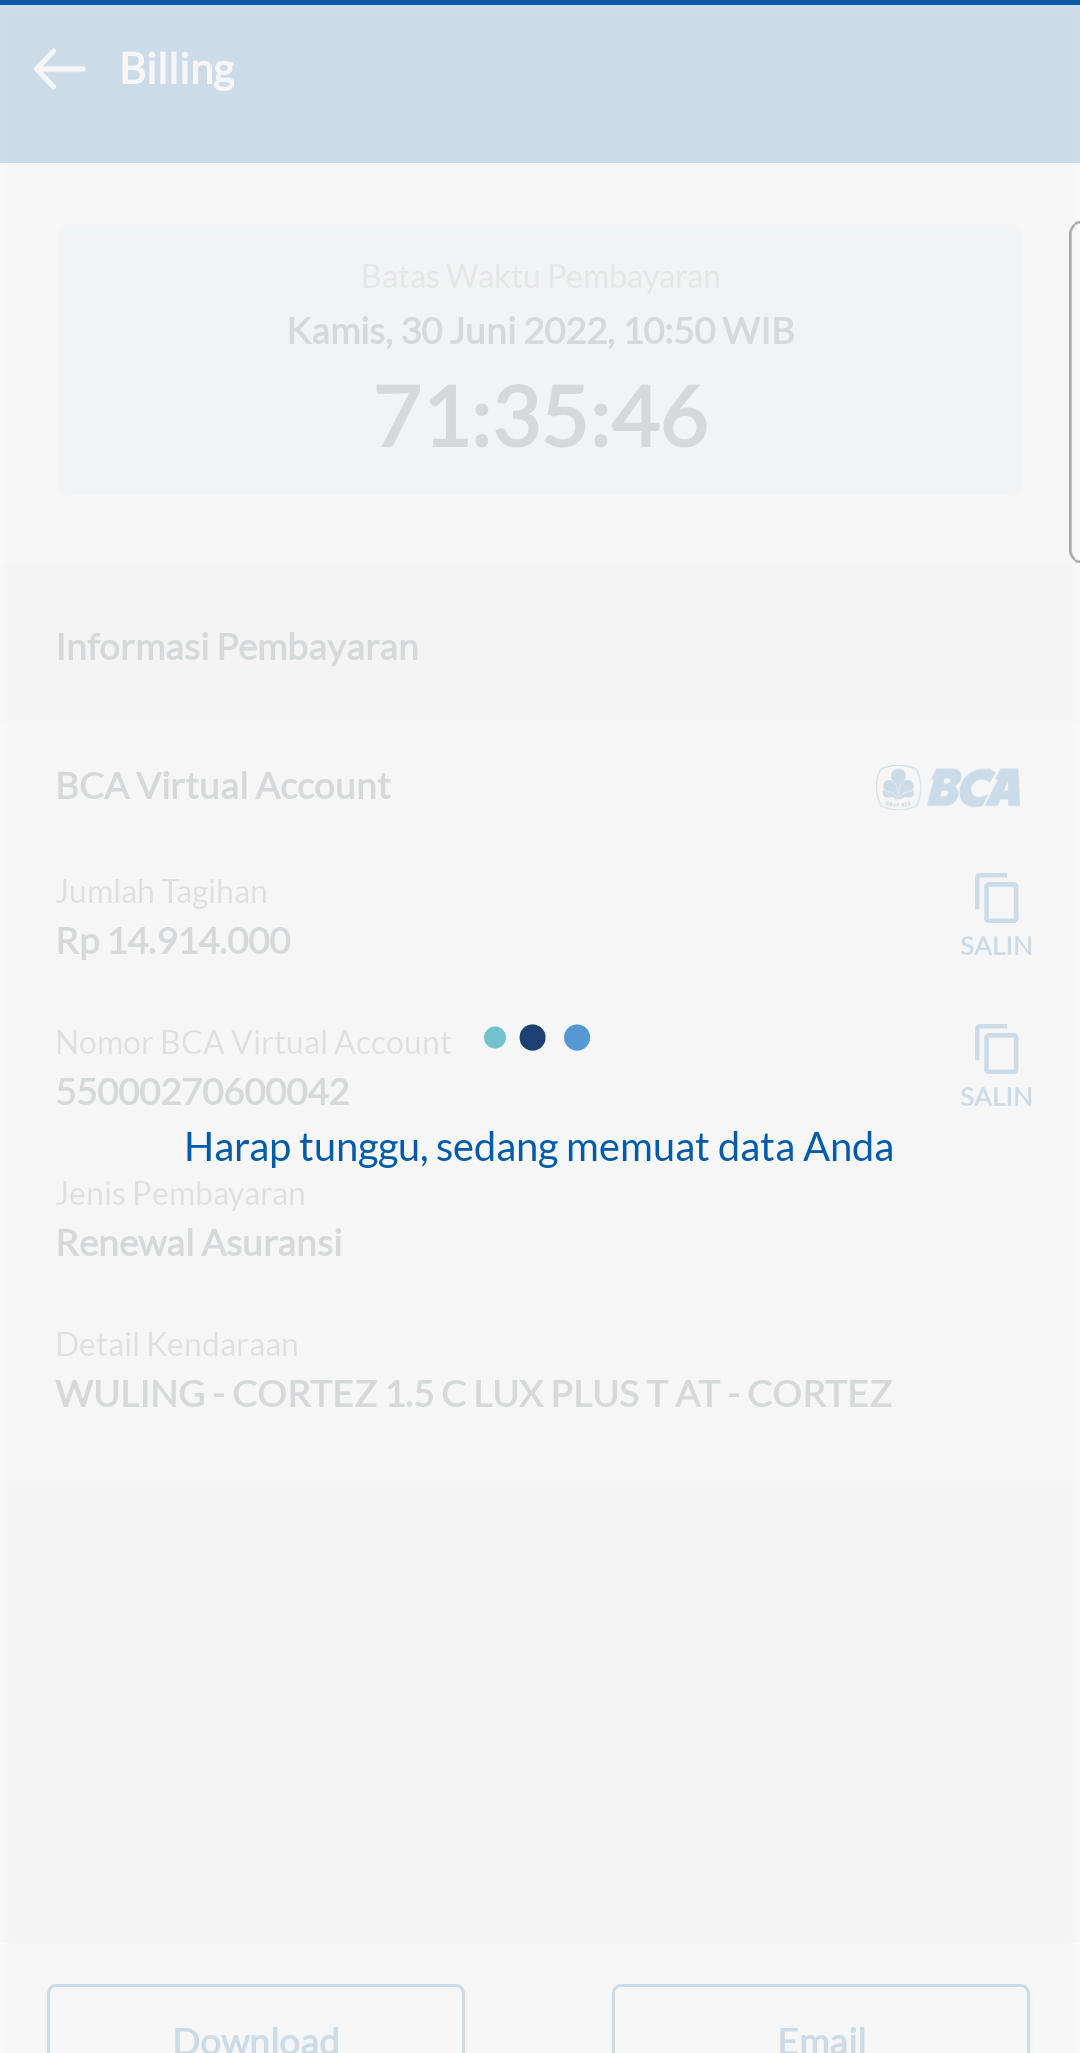 Billing
Batas Waktu Pembayaran
Kamis, 30 Juni 2022, 10:50 WIB
71:35:46
Informasi Pembayaran
BCA Virtual Account
BCA
Jumlah Tagihan
Rp 14.914.000
SALIN
Nomor BCA Virtual Account
55000270600042
SALIN
Harap tunggu, sedang memuat data Anda
Jenis Pembayaran
Renewal Asuransi
Detail Kendaraan
WULING - CORTEZ 1.5 C LUX PLUS T AT - CORTEZ
Download
Email